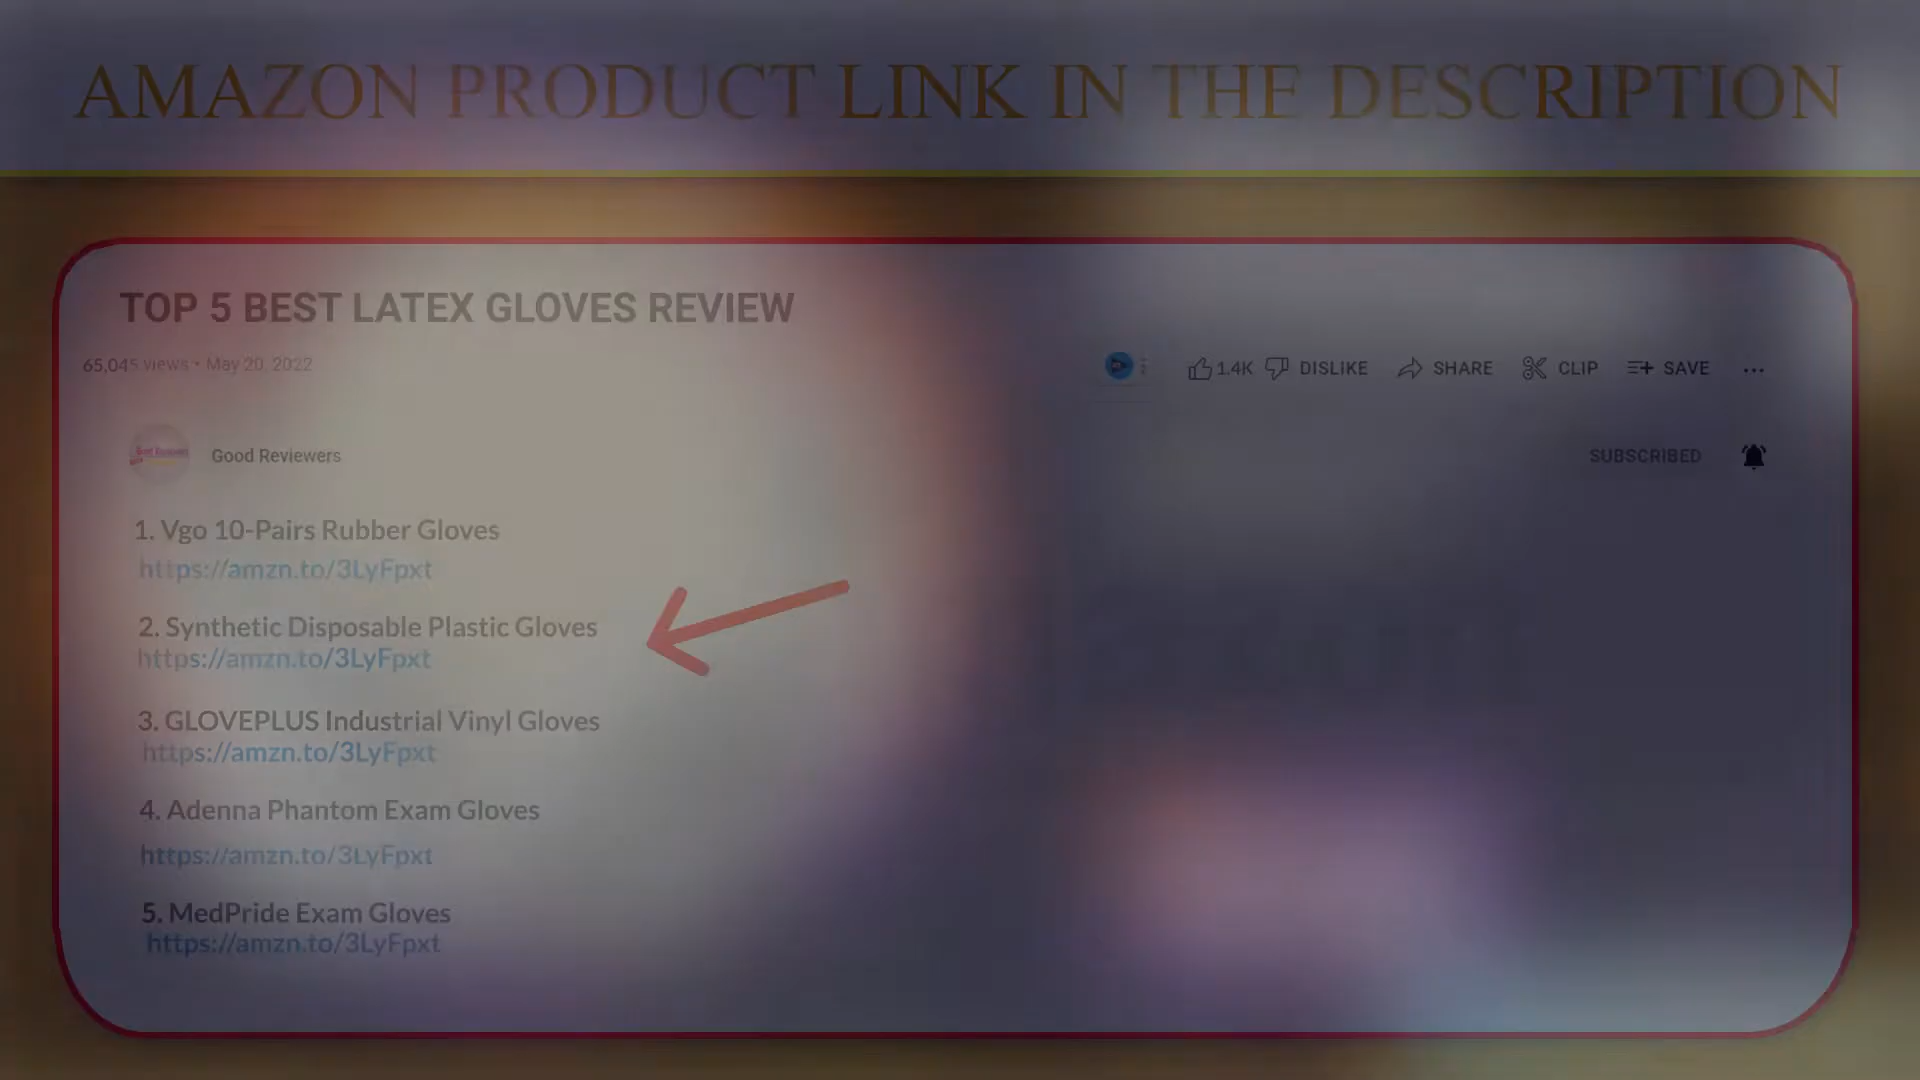 AMAZON PRODUCT LINK IN THE DESCRIPTION
TOP 5 BEST LATEX GLOVES REVIEW
65,045 views • May 20, 2022
1.4K DISLIKE SHARE CLIP SAVE ...
Good Reviewers
SUBSCRIBED
1. Vgo 10-Pairs Rubber Gloves
https://amzn.to/3LyFpxt
2. Synthetic Disposable Plastic Gloves
https://amzn.to/3LyFpxt
3. GLOVEPLUS Industrial Vinyl Gloves
https://amzn.to/3LyFpxt
4. Adenna Phantom Exam Gloves
https://amzn.to/3LyFpxt
5. MedPride Exam Gloves
https://amzn.to/3LyFpxt